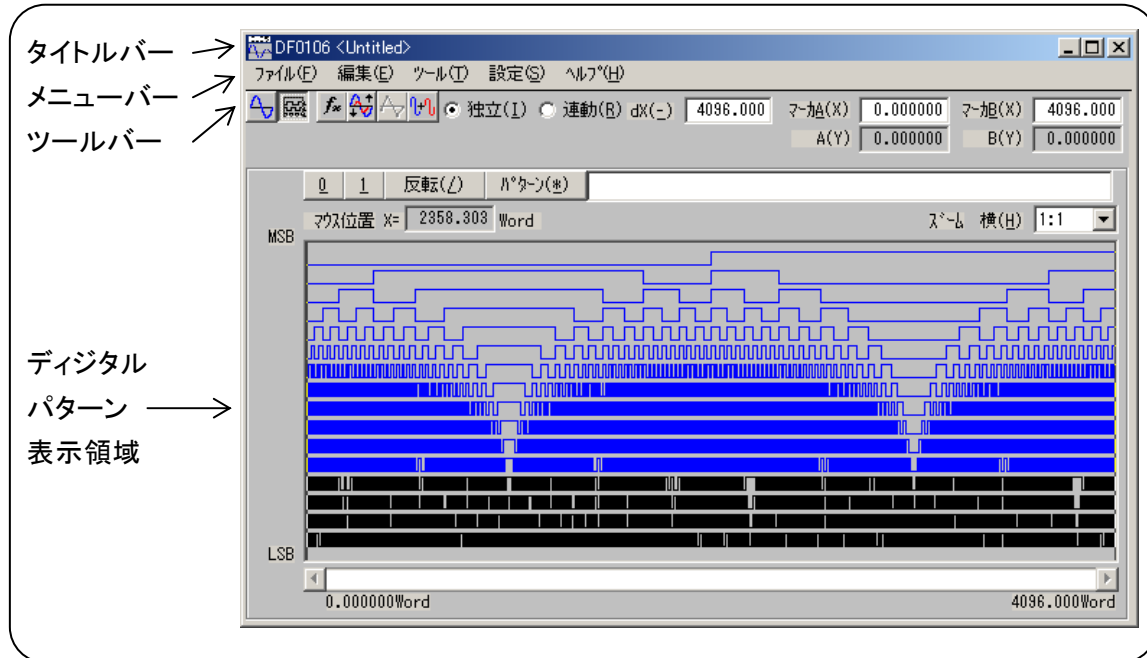 タイトルバー
メニューバー
ツールバー
ディジタル
パターン
表示領域
DF0106 <Untitled>
ファイル(F) 編集(E) ツール(T) 設定(S) ヘルプ(H)
独立(I) 連動(R) dX(-) 4096.000 マーカA(X) 0.000000 マーカB(X) 4096.000
A(Y) 0.000000 B(Y) 0.000000
0 1 反転(/) パターン(*)
マウス位置 X= 2358.303 Word ズーム 横(H) 1:1
MSB
LSB
0.000000Word 4096.000Word